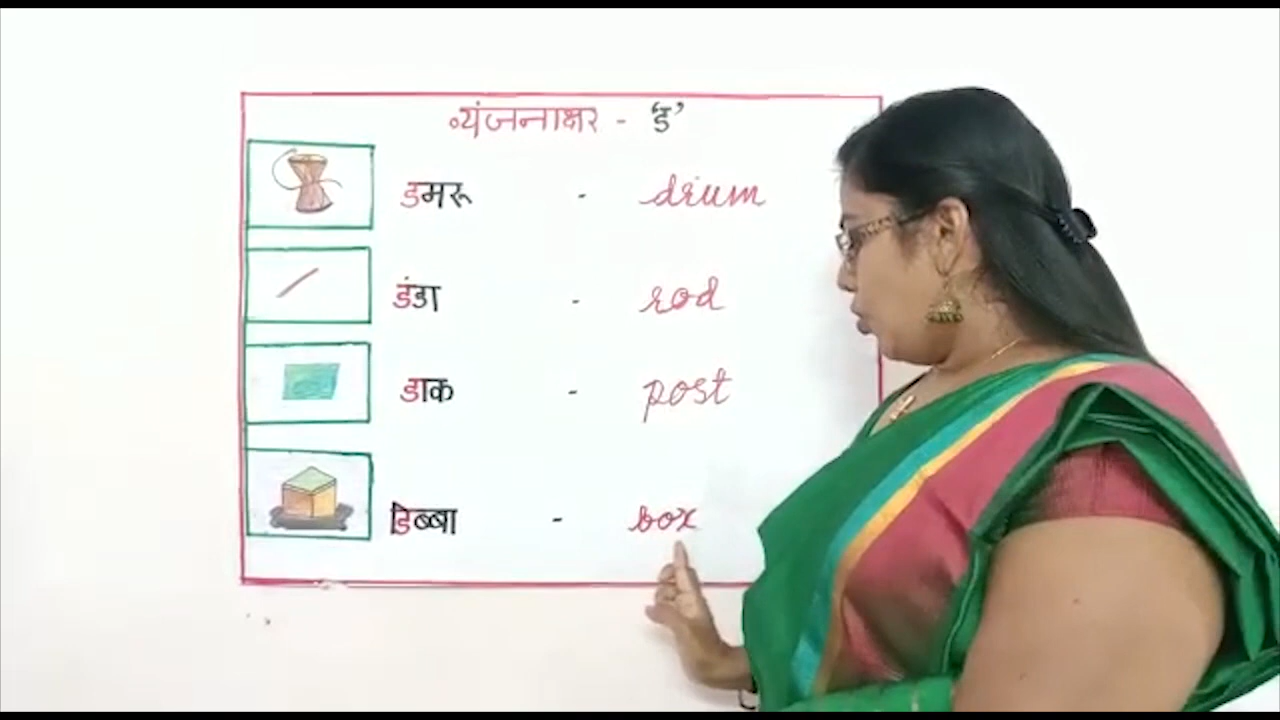 व्यंजनाक्षर - 'ड'
डमरू - drum
डंडा - rod
डाक - post
डिब्बा - box